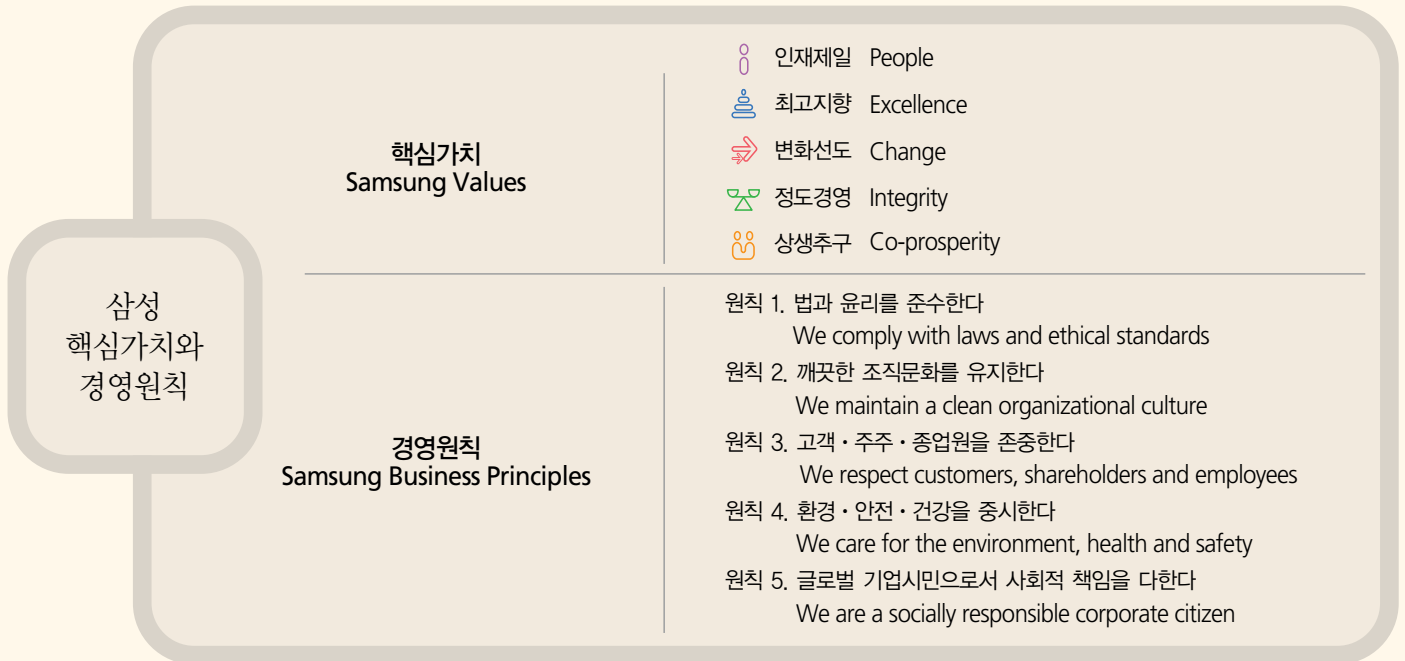 삼성
핵심가치와
경영원칙
핵심가치
Samsung Values
인재제일 People
최고지향 Excellence
변화선도 Change
정도경영 Integrity
상생추구 Co-prosperity
경영원칙
Samsung Business Principles
원칙 1. 법과 윤리를 준수한다
We comply with laws and ethical standards
원칙 2. 깨끗한 조직문화를 유지한다
We maintain a clean organizational culture
원칙 3. 고객・주주・종업원을 존중한다
We respect customers, shareholders and employees
원칙 4. 환경・안전・건강을 중시한다
We care for the environment, health and safety
원칙 5. 글로벌 기업시민으로서 사회적 책임을 다한다
We are a socially responsible corporate citizen